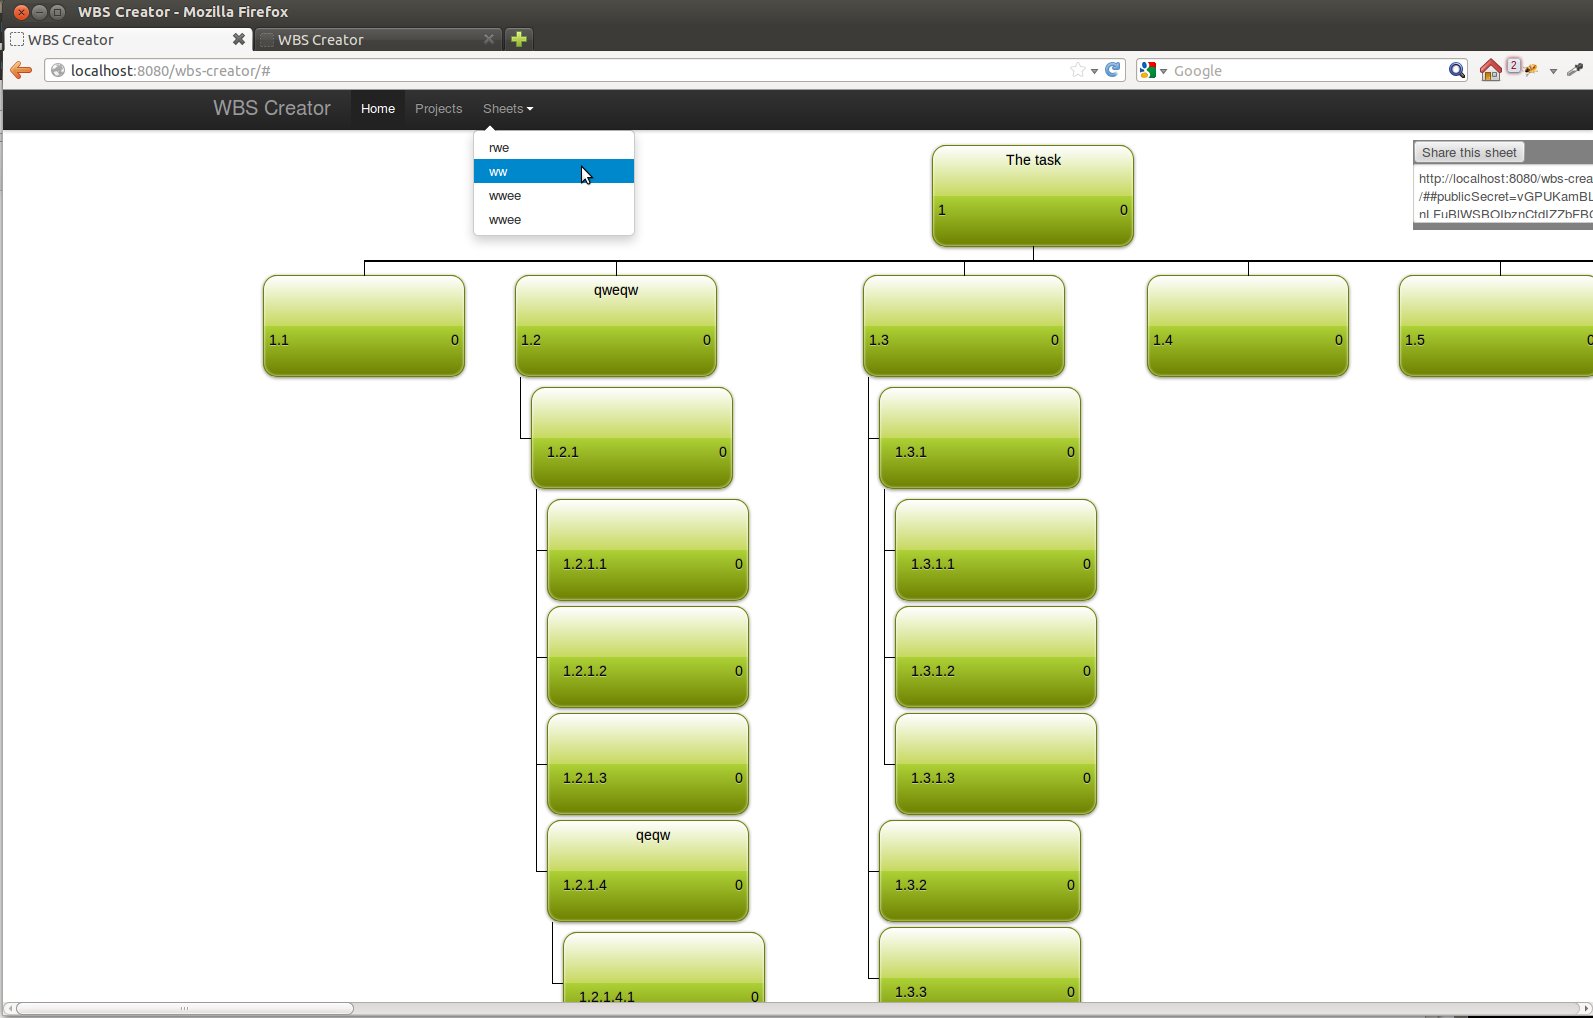 WBS Creator - Mozilla Firefox
WBS Creator
WBS Creator
localhost:8080/wbs-creator/#
Google
2
WBS Creator
Home
Projects
Sheets
rwe
ww
wwee
wwee
Share this sheet
http://localhost:8080/wbs-crea
/##publicSecret=vGPUKamBL
The task
1 0
1.1 0
qweqw
1.2 0
1.3 0
1.4 0
1.5 0
1.2.1 0
1.3.1 0
1.2.1.1 0
1.3.1.1 0
1.2.1.2 0
1.3.1.2 0
1.2.1.3 0
1.3.1.3 0
qeqw
1.2.1.4 0
1.3.2 0
1.2.1.4.1 0
1.3.3 0